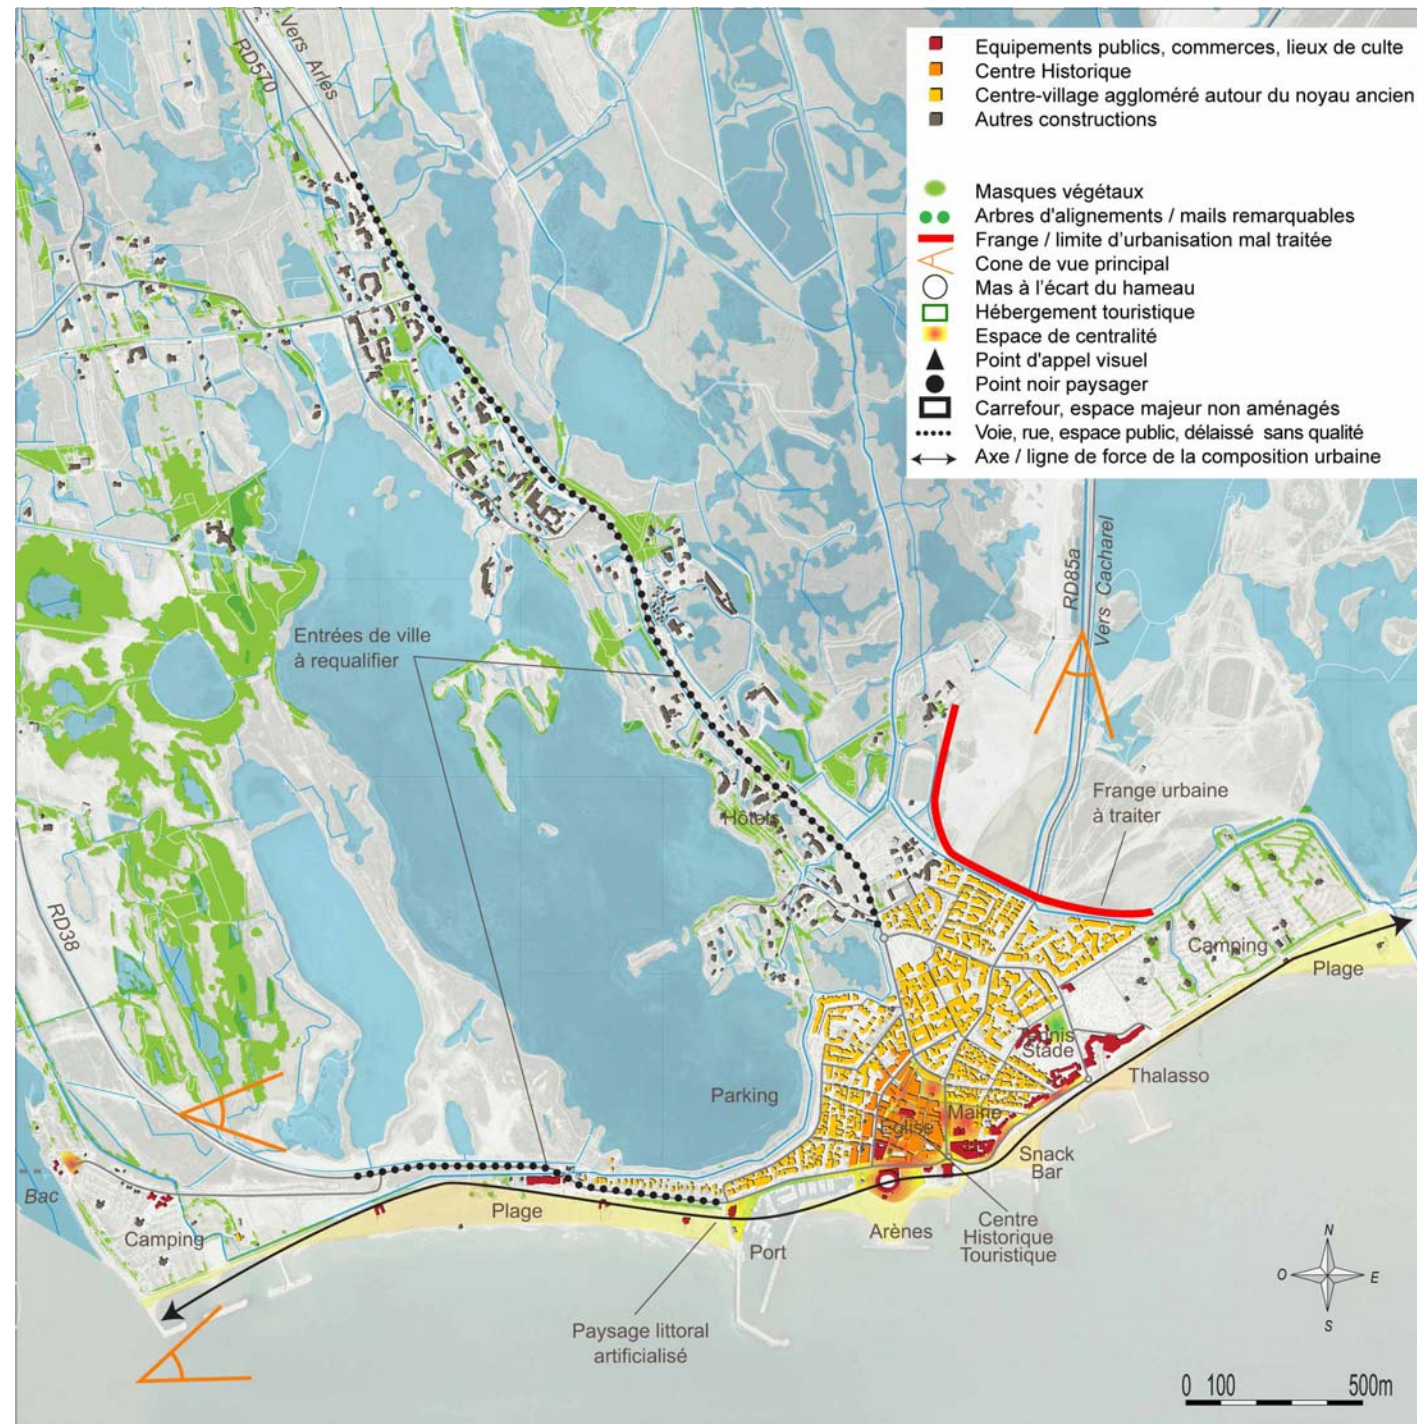 RD570
Vers Arles
Equipements publics, commerces, lieux de culte
Centre Historique
Centre-village aggloméré autour du noyau ancien
Autres constructions
Masques végétaux
Arbres d'alignements / mails remarquables
Frange / limite d'urbanisation mal traitée
Cone de vue principal
Mas à l'écart du hameau
Hébergement touristique
Espace de centralité
Point d'appel visuel
Point noir paysager
Carrefour, espace majeur non aménagés
Voie, rue, espace public, délaissé sans qualité
Axe / ligne de force de la composition urbaine
RD85a
Vers Cacharel
Entrées de ville
à requalifier
Frange urbaine
à traiter
Hôtels
RD38
Camping
Plage
Tennis
Stade
Thalasso
Parking
Mairie
Eglise
Snack
Bar
Bac
Camping
Plage
Port
Arènes
Centre
Historique
Touristique
Paysage littoral
artificialisé
N
O
E
S
0 100 500m